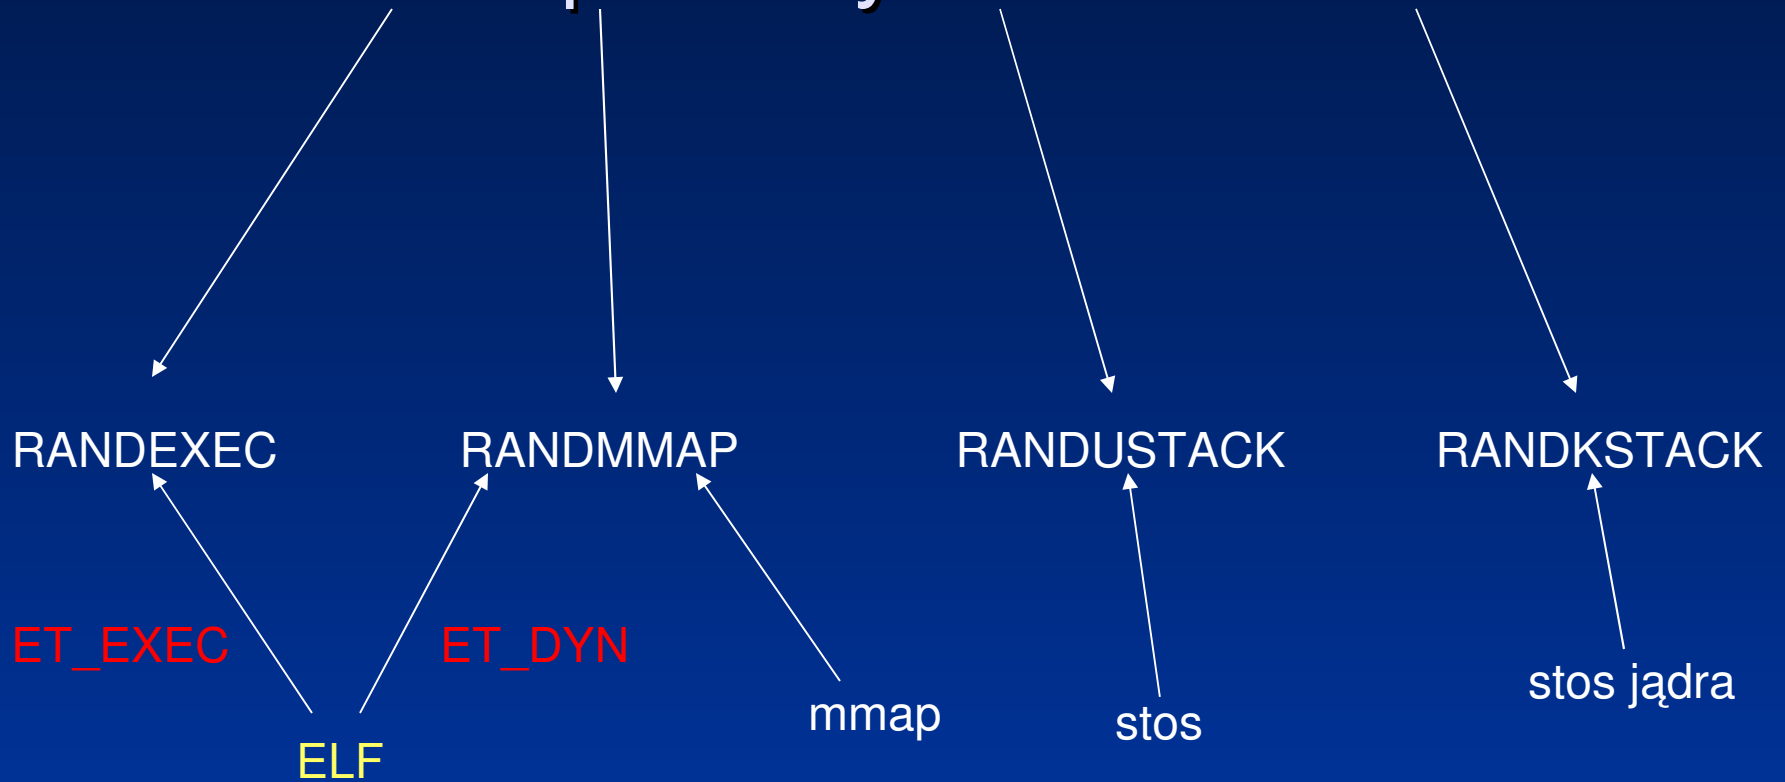 RANDEXEC RANDMMAP RANDUSTACK RANDKSTACK
ET_EXEC ET_DYN
stos jądra
mmap stos
ELF